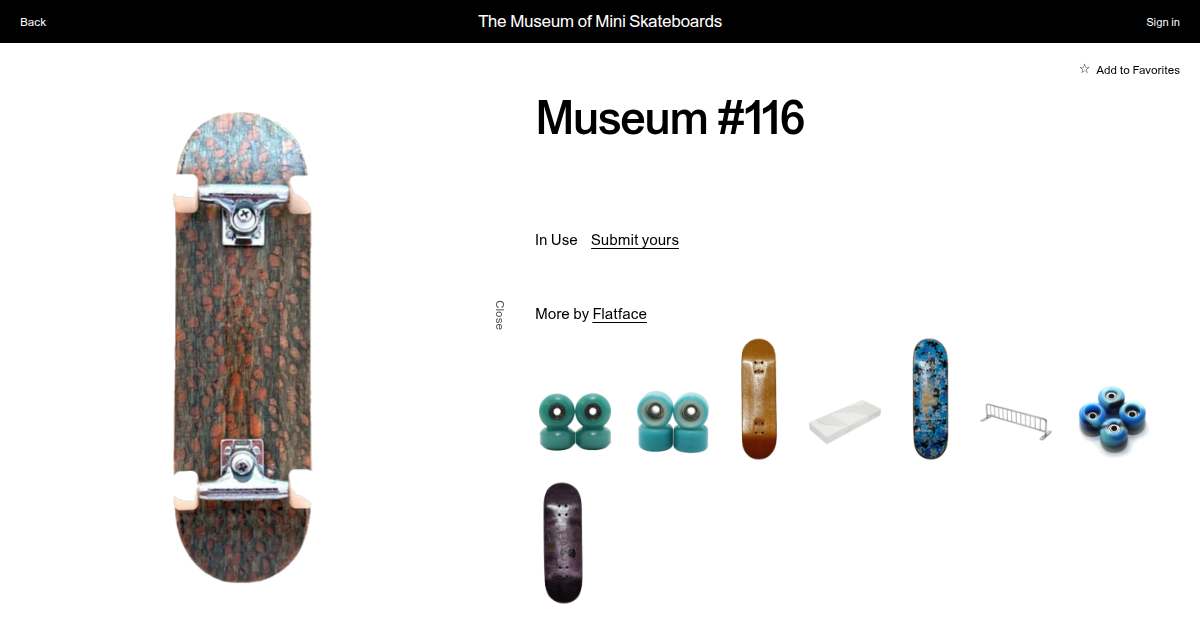 Back
The Museum of Mini Skateboards
Sign in
☆ Add to Favorites
Museum #116
In Use Submit yours
Close
More by Flatface